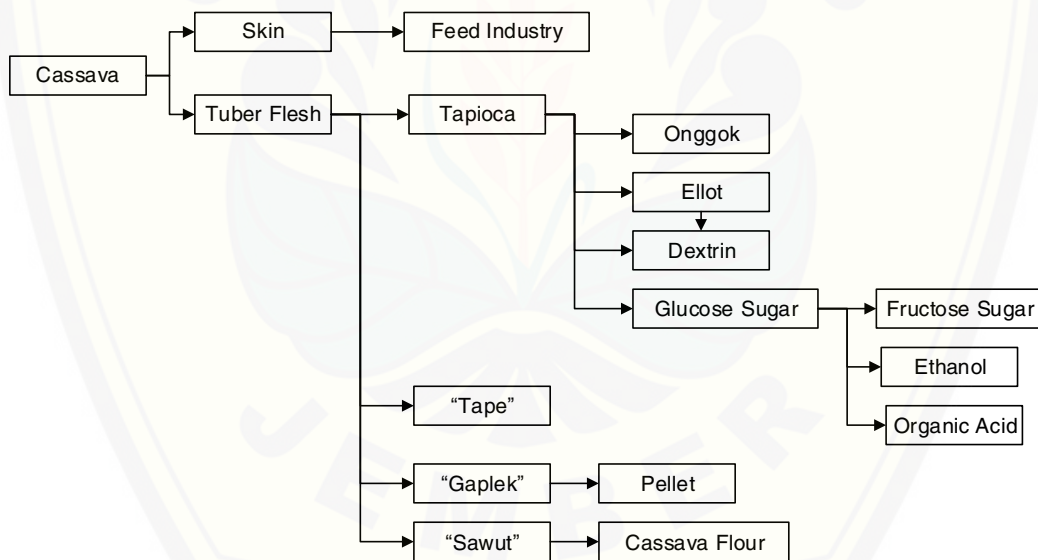 Skin
Feed Industry
Cassava
Tuber Flesh
Tapioca
Onggok
Ellot
Dextrin
Glucose Sugar
Fructose Sugar
Ethanol
“Tape”
Organic Acid
“Gaplek”
Pellet
“Sawut”
Cassava Flour
JEMBER